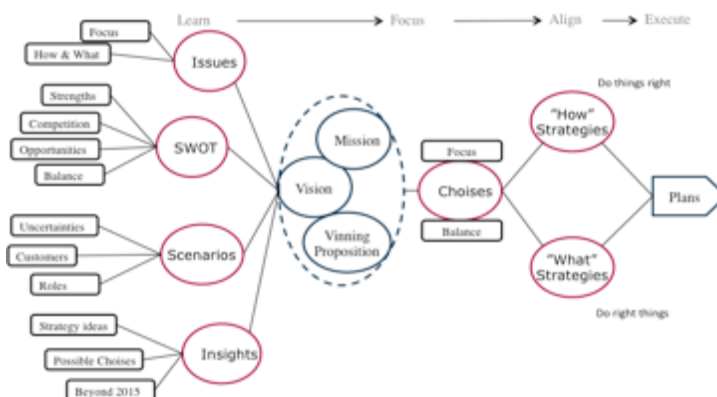 Learn
Focus
Align
Execute
Focus
How & What
Issues
Strengths
Competition
Opportunities
Balance
SWOT
Uncertainties
Customers
Roles
Scenarios
Strategy ideas
Possible Choices
Beyond 2015
Insights
Mission
Vision
Vinning
Proposition
Focus
Choises
Balance
Do things right
"How"
Strategies
"What"
Strategies
Do right things
Plans